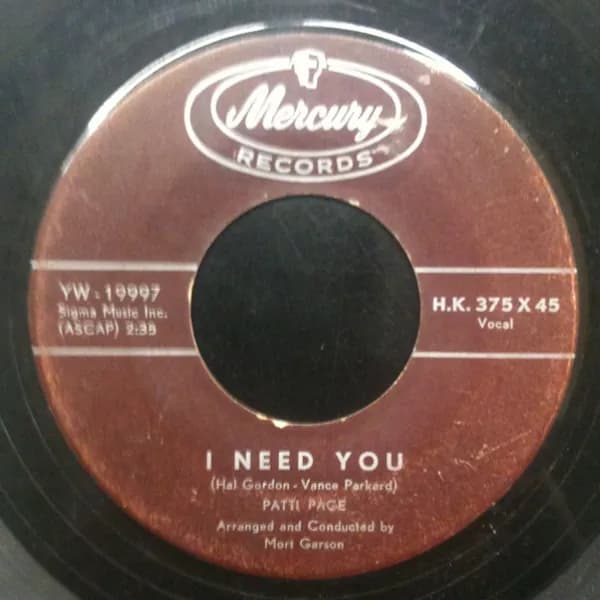 Mercury
RECORDS
YW-19997
Sigma Music Inc.
(ASCAP) 2:35
H.K. 375 X 45
Vocal
I NEED YOU
(Hal Gordon - Vance Parkard)
PATTI PAGE
Arranged and Conducted by
Mort Garson